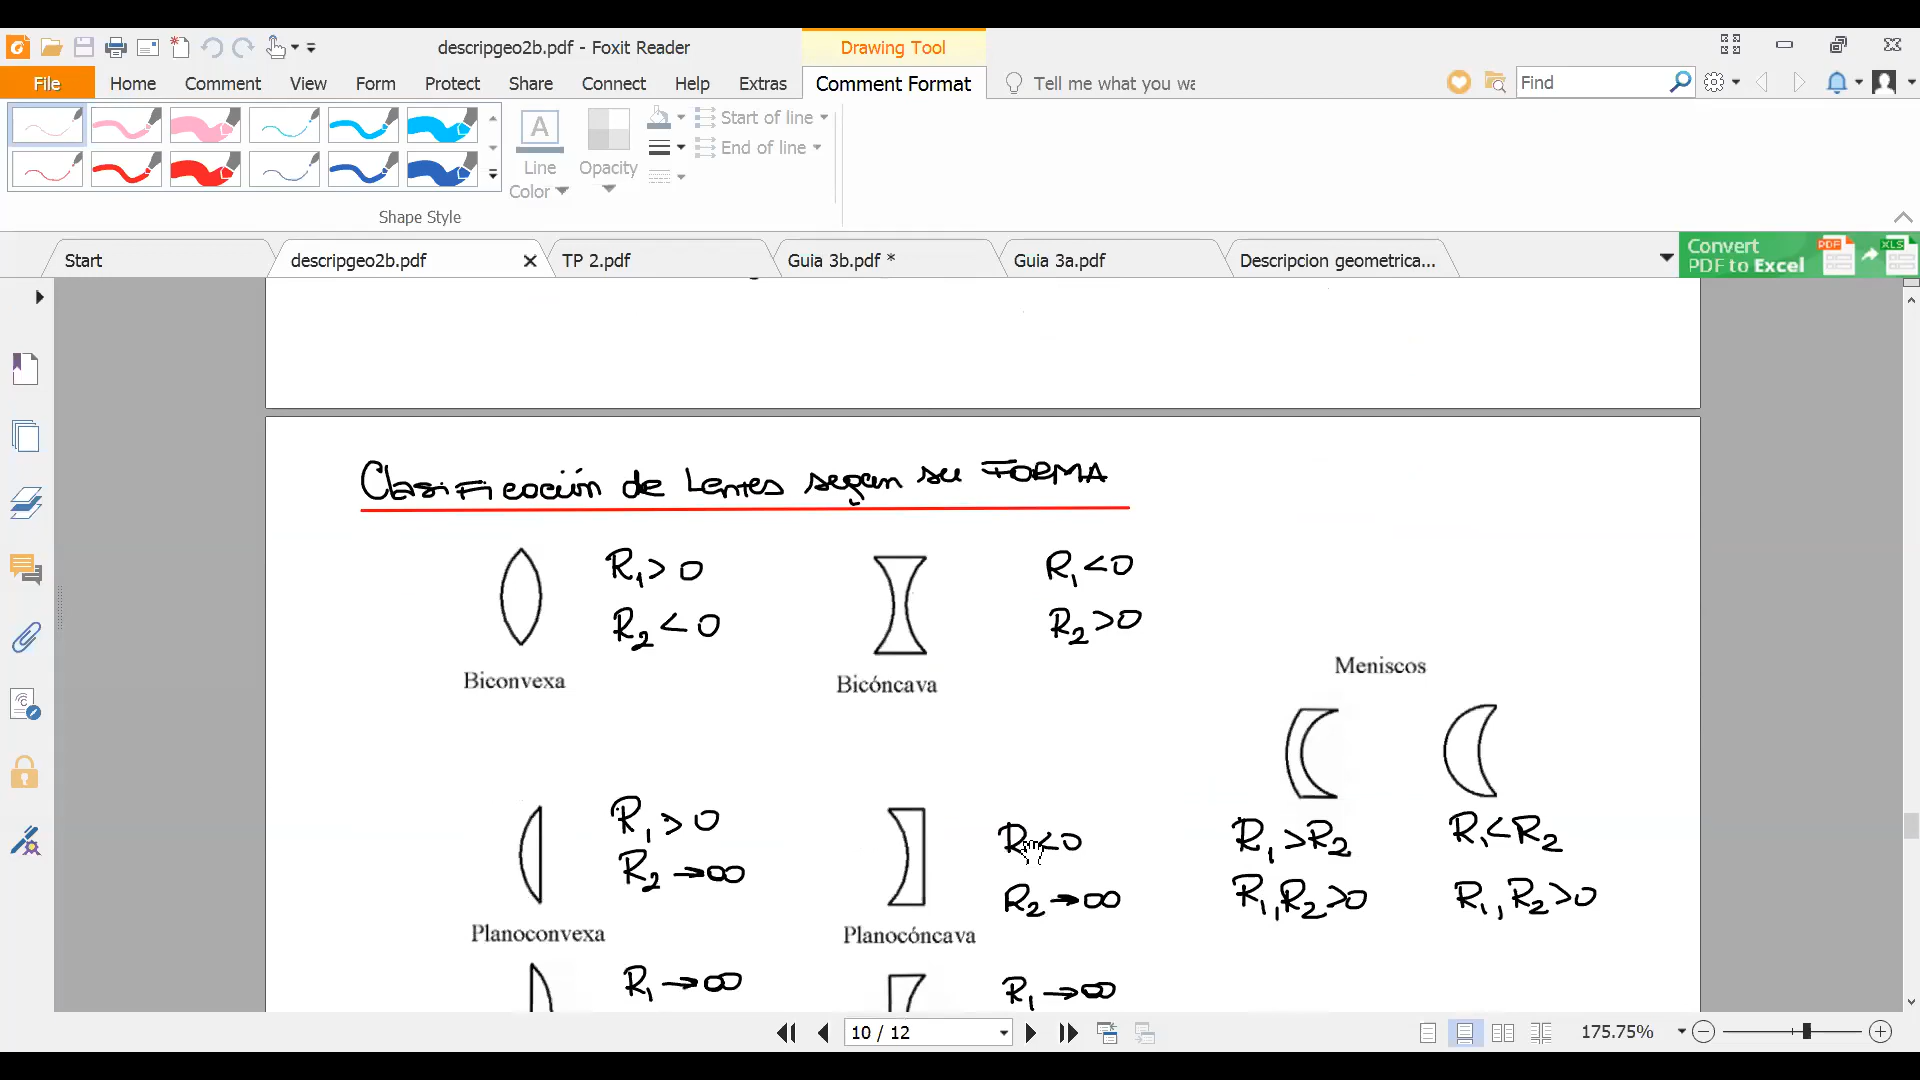 descripgeo2b.pdf - Foxit Reader
Drawing Tool
File
Home
Comment
View
Form
Protect
Share
Connect
Help
Extras
Comment Format
Tell me what you wa
Find
Line
Color
Opacity
Start of line
End of line
Shape Style
Start
descripgeo2b.pdf
TP 2.pdf
Guia 3b.pdf *
Guia 3a.pdf
Descripcion geometrica...
Convert
PDF to Excel
PDF
XLS
Clasificación de Lentes según su FORMA
R₁ > 0
R₂ < 0
Biconvexa
R₁ < 0
R₂ > 0
Bicóncava
Meniscos
R₁ > 0
R₂ → ∞
Planoconvexa
R₁ < 0
R₂ → ∞
Planocóncava
R₁ > R₂
R₁, R₂ > 0
R₁ < R₂
R₁, R₂ > 0
R₁ → ∞
R₁ → ∞
10 / 12
175.75%